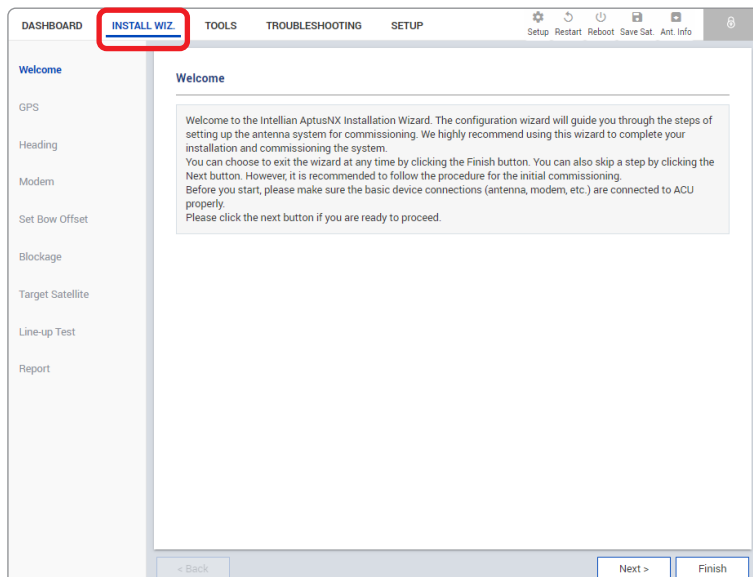 DASHBOARD INSTALL WIZ. TOOLS TROUBLESHOOTING SETUP
Setup Restart Reboot Save Sat. Ant. Info
Welcome
GPS
Heading
Modem
Set Bow Offset
Blockage
Target Satellite
Line-up Test
Report
Welcome
Welcome to the Intellian AptusNX Installation Wizard. The configuration wizard will guide you through the steps of
setting up the antenna system for commissioning. We highly recommend using this wizard to complete your
installation and commissioning the system.
You can choose to exit the wizard at any time by clicking the Finish button. You can also skip a step by clicking the
Next button. However, it is recommended to follow the procedure for the initial commissioning.
Before you start, please make sure the basic device connections (antenna, modem, etc.) are connected to ACU
properly.
Please click the next button if you are ready to proceed.
< Back Next > Finish